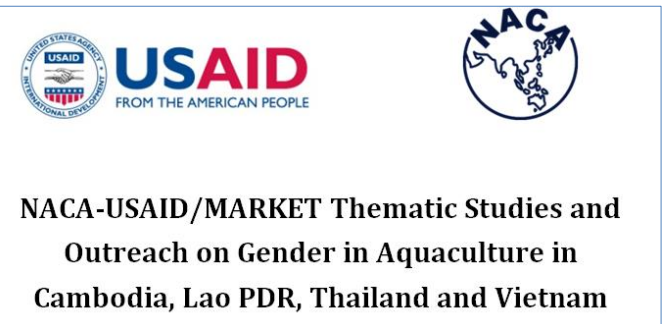 UNITED STATES AGENCY
USAID
INTERNATIONAL DEVELOPMENT
USAID
FROM THE AMERICAN PEOPLE
NACA
NACA-USAID/MARKET Thematic Studies and
Outreach on Gender in Aquaculture in
Cambodia, Lao PDR, Thailand and Vietnam